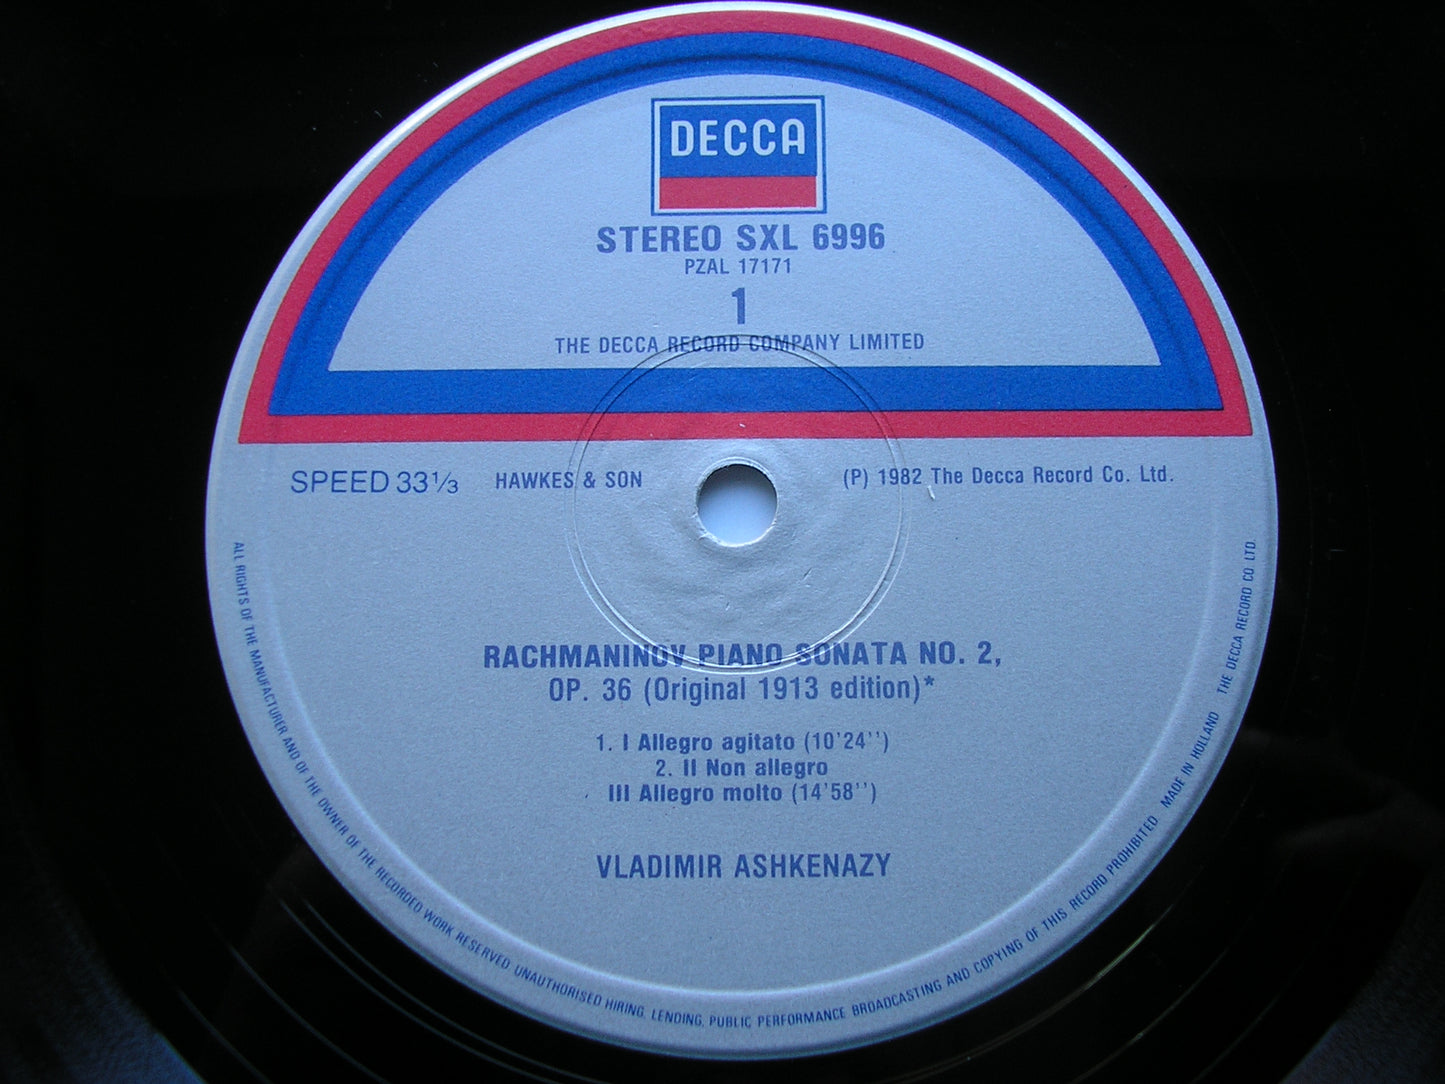 DECCA
STEREO SXL 6996
PZAL 17171
1
THE DECCA RECORD COMPANY LIMITED
SPEED 33 1/3 HAWKES & SON (P) 1982 The Decca Record Co. Ltd.
RACHMANINOV PIANO SONATA NO. 2,
OP. 36 (Original 1913 edition)*
1. I Allegro agitato (10'24'')
2. II Non allegro
III Allegro molto (14'58'')
VLADIMIR ASHKENAZY
ALL RIGHTS OF THE MANUFACTURER AND OF THE OWNER OF THE RECORDED WORK RESERVED UNAUTHORISED HIRING, LENDING, PUBLIC PERFORMANCE BROADCASTING AND COPYING OF THIS RECORD PROHIBITED MADE IN HOLLAND THE DECCA RECORD CO LTD.